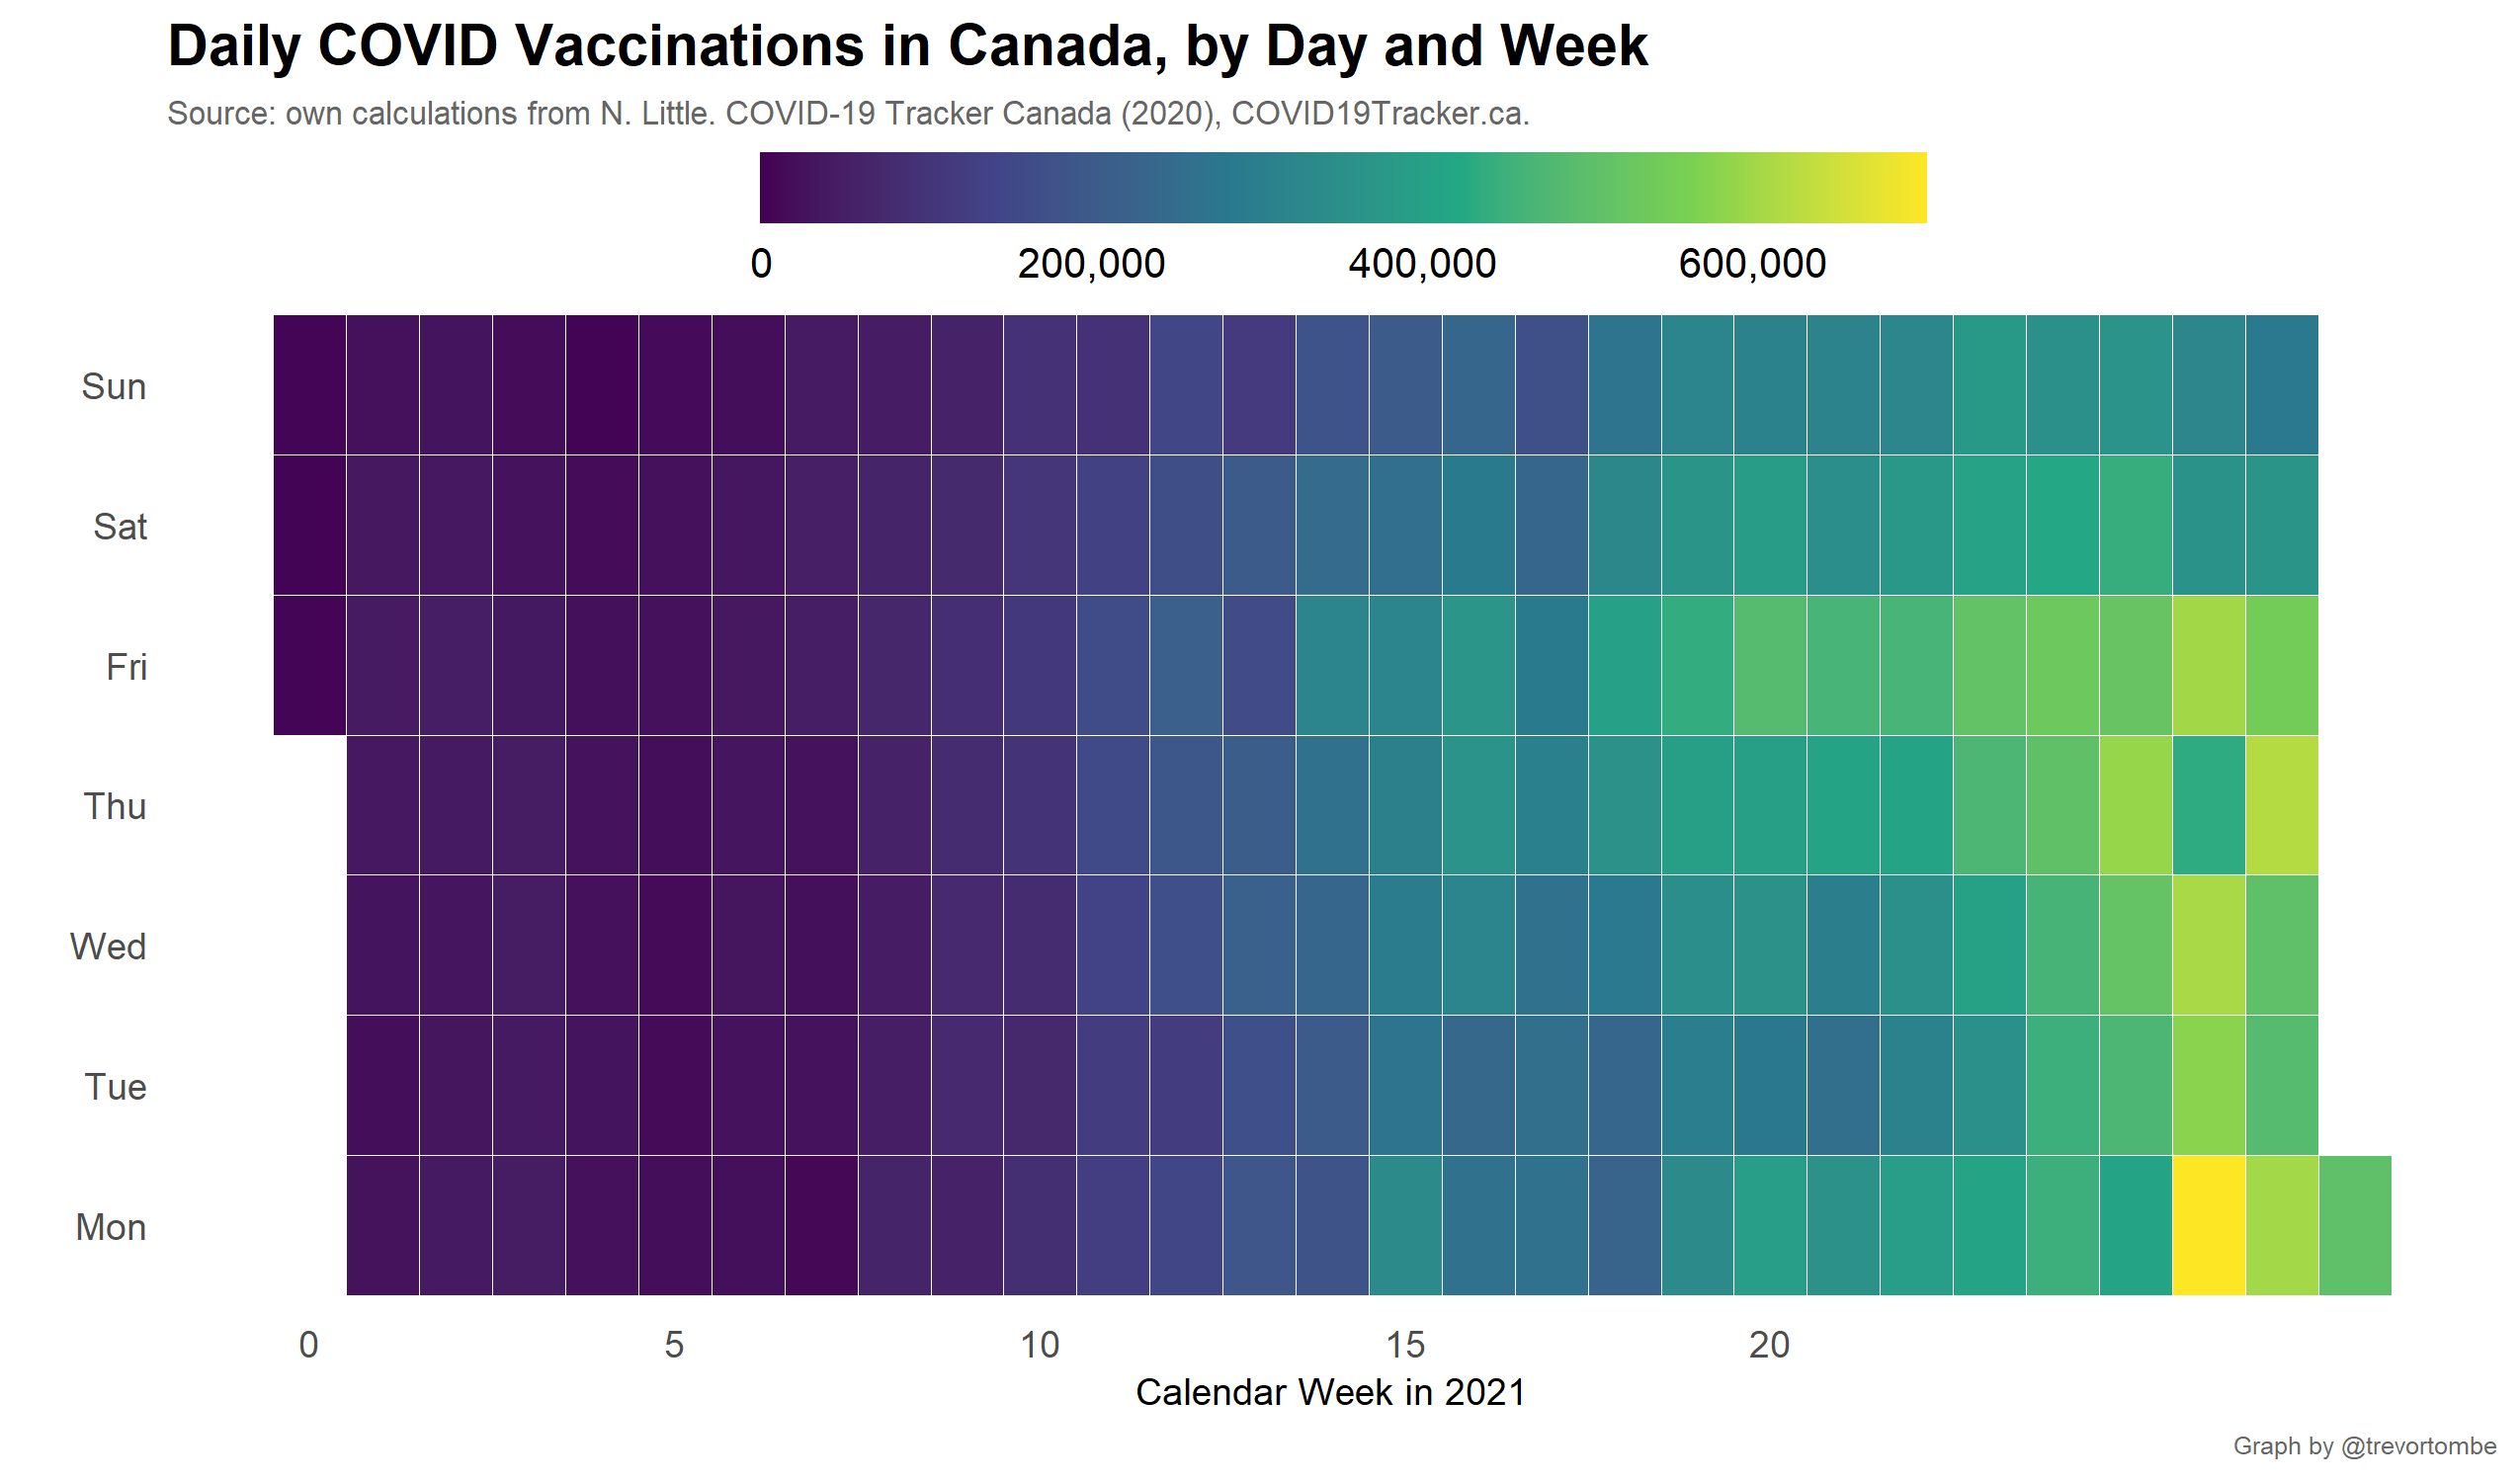 Daily COVID Vaccinations in Canada, by Day and Week
Source: own calculations from N. Little. COVID-19 Tracker Canada (2020), COVID19Tracker.ca.
0 200,000 400,000 600,000
Sun
Sat
Fri
Thu
Wed
Tue
Mon
0 5 10 15 20
Calendar Week in 2021
Graph by @trevortombe